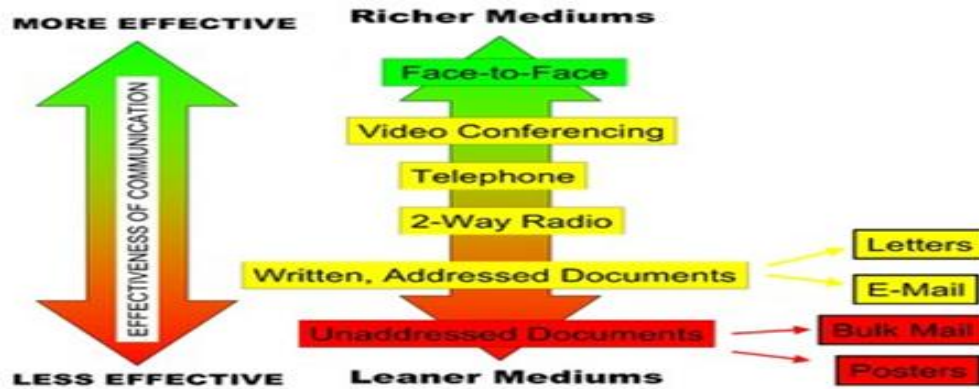 MORE EFFECTIVE
Richer Mediums
EFFECTIVENESS OF COMMUNICATION
Face-to-Face
Video Conferencing
Telephone
2-Way Radio
Written, Addressed Documents
Letters
E-Mail
Unaddressed Documents
Bulk Mail
Posters
LESS EFFECTIVE
Leaner Mediums